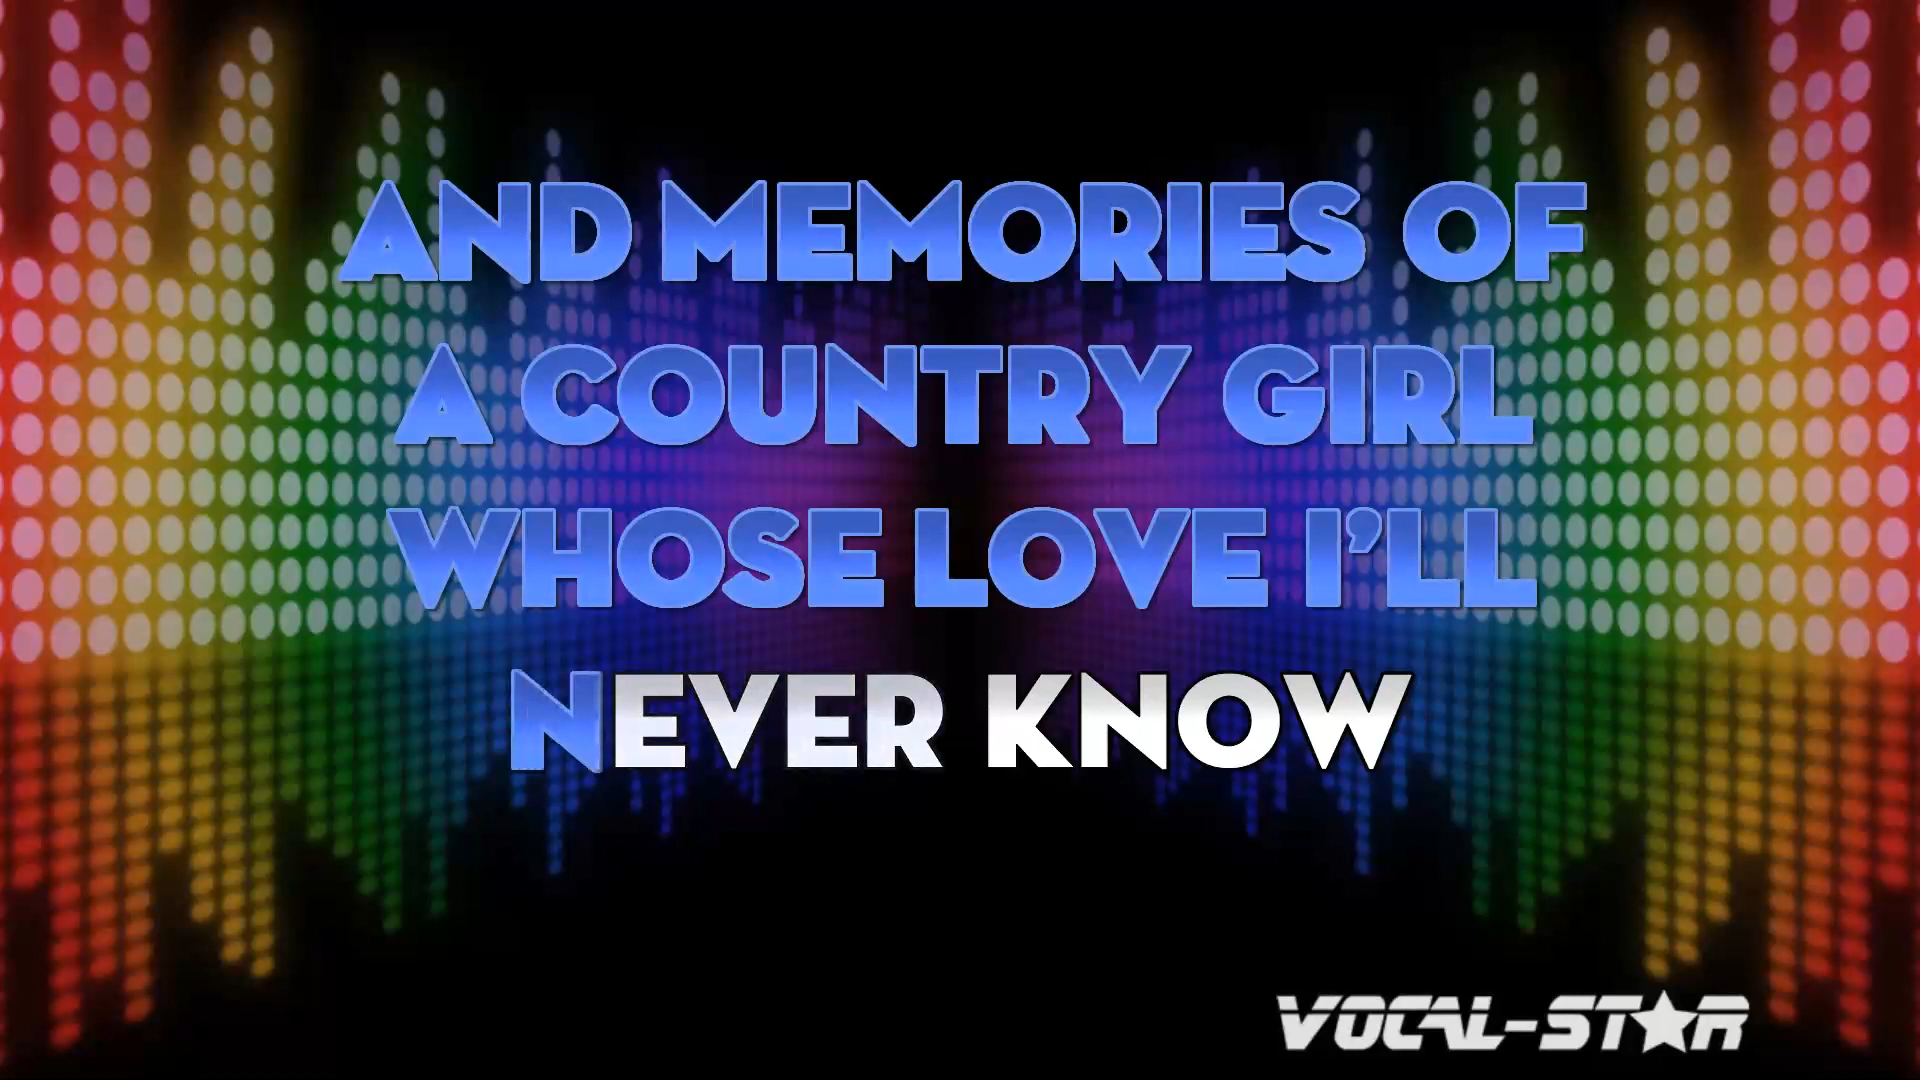 AND MEMORIES OF
A COUNTRY GIRL
WHOSE LOVE I'LL
NEVER KNOW
VOCAL-STAR